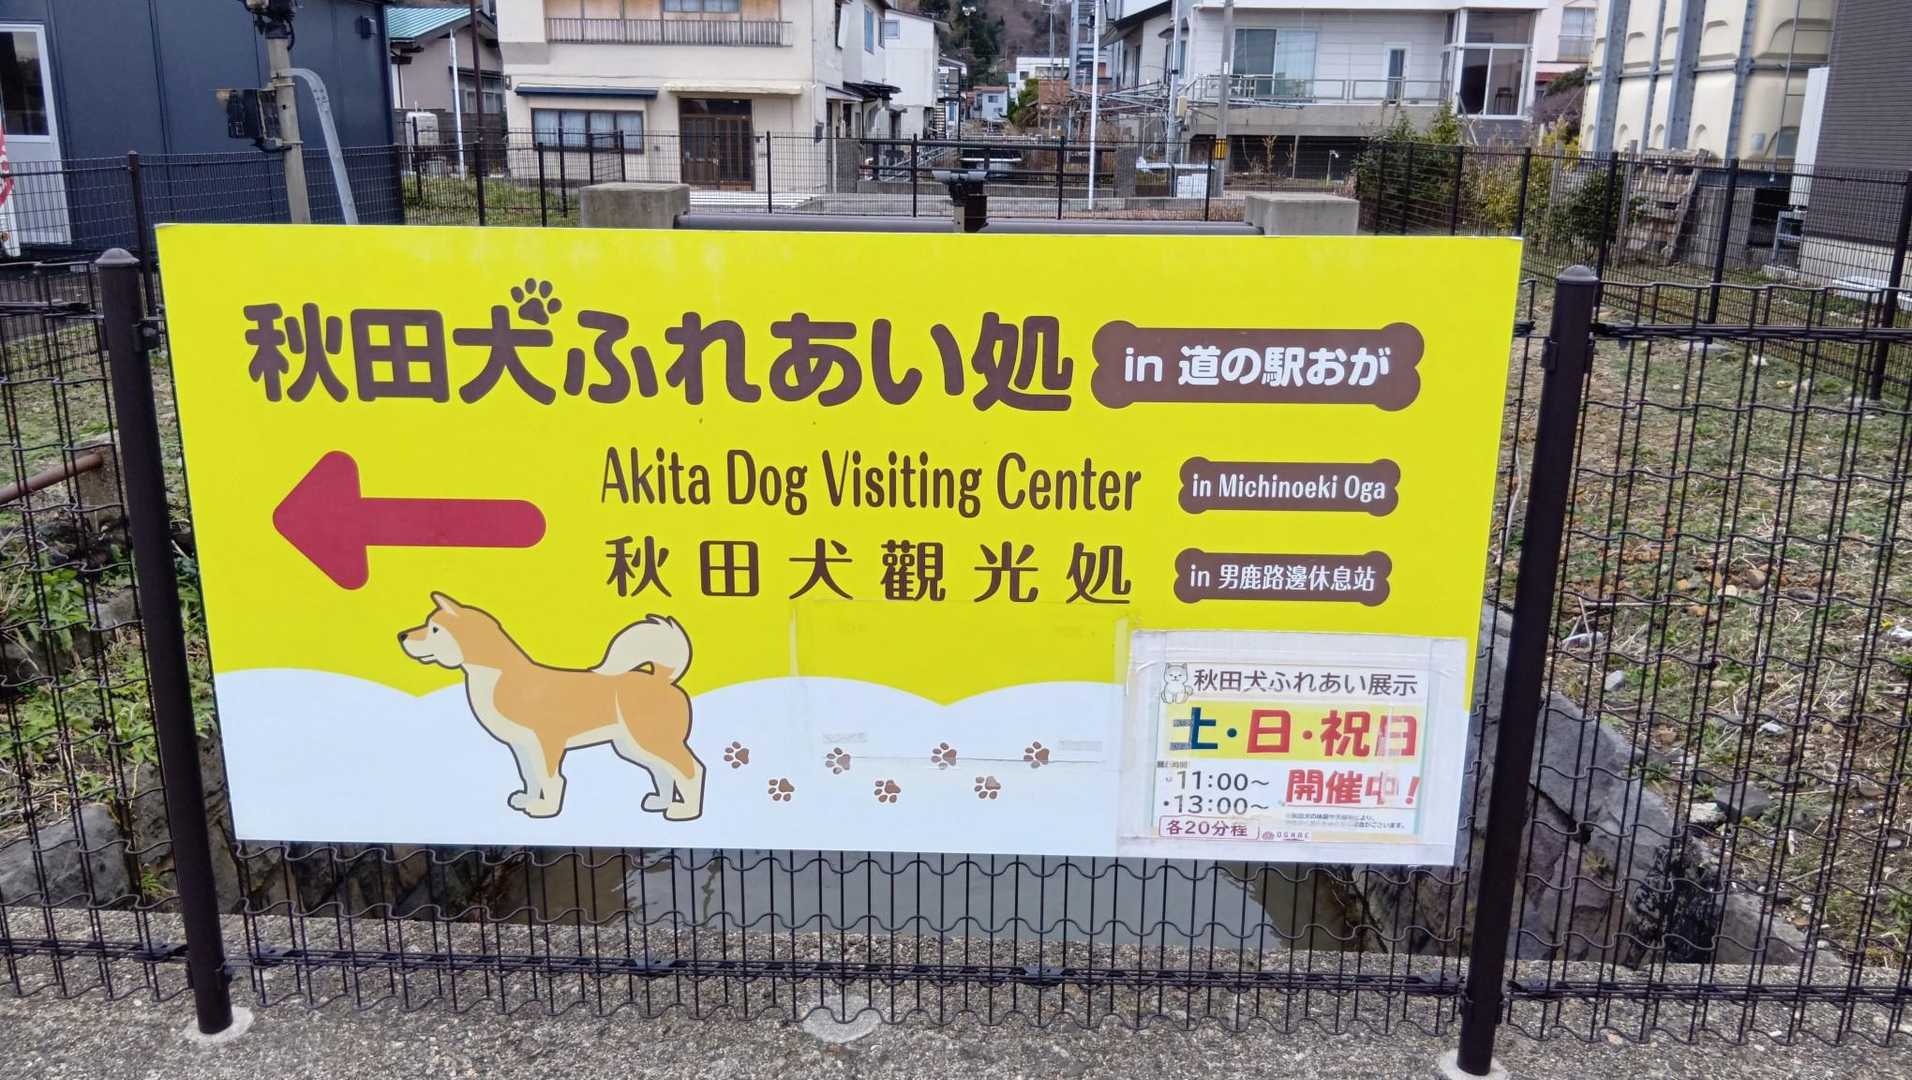 秋田犬ふれあい処 in 道の駅おが
Akita Dog Visiting Center in Michinoeki Oga
秋田犬觀光処 in 男鹿路邊休息站
秋田犬ふれあい展示
土・日・祝日
・11:00～
・13:00～
開催中!
各20分程
OGARE